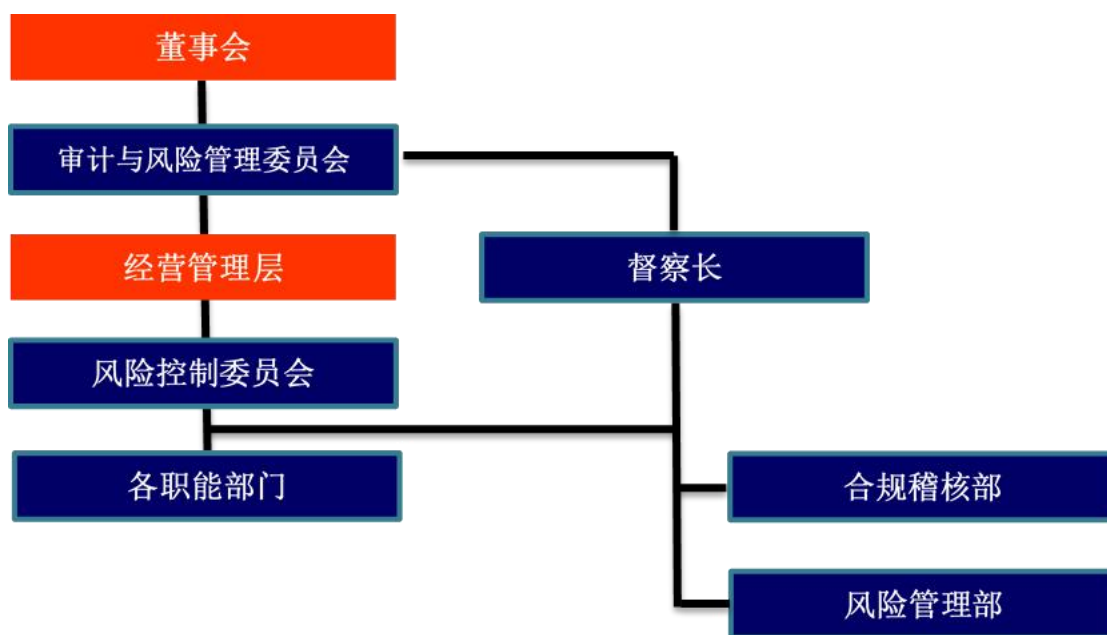 董事会
审计与风险管理委员会
经营管理层
督察长
风险控制委员会
各职能部门
合规稽核部
风险管理部